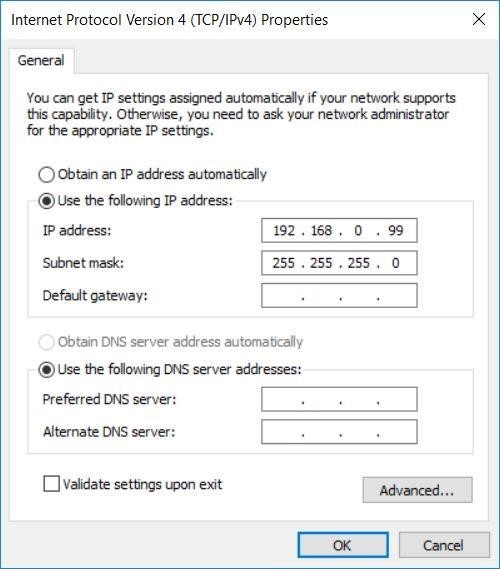 Internet Protocol Version 4 (TCP/IPv4) Properties
General
You can get IP settings assigned automatically if your network supports
this capability. Otherwise, you need to ask your network administrator
for the appropriate IP settings.
Obtain an IP address automatically
Use the following IP address:
IP address: 192 . 168 . 0 . 99
Subnet mask: 255 . 255 . 255 . 0
Default gateway: . . .
Obtain DNS server address automatically
Use the following DNS server addresses:
Preferred DNS server: . . .
Alternate DNS server: . . .
Validate settings upon exit
Advanced...
OK Cancel